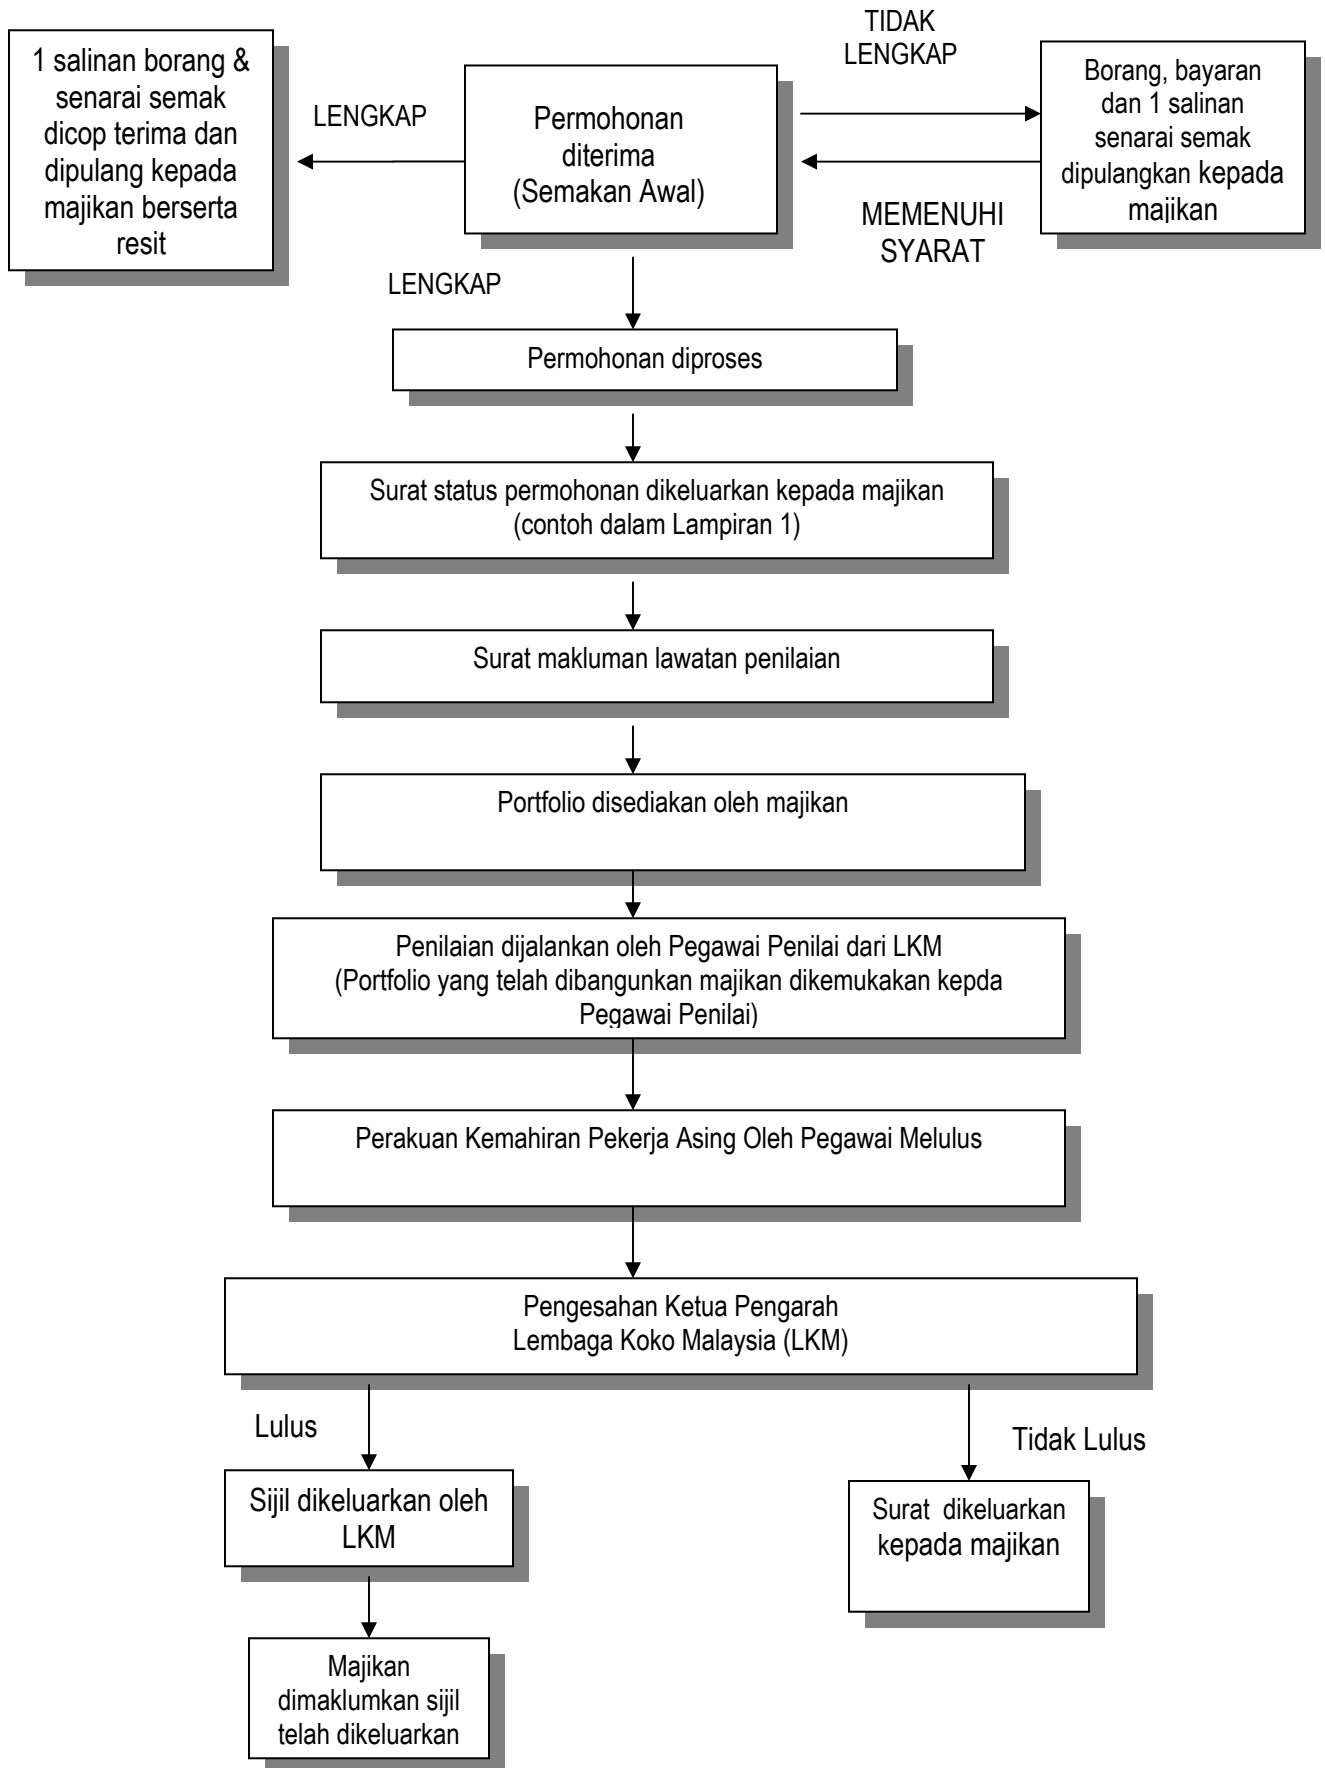 1 salinan borang &
senarai semak
dicop terima dan
dipulang kepada
majikan berserta
resit
LENGKAP
Permohonan
diterima
(Semakan Awal)
TIDAK
LENGKAP
MEMENUHI
SYARAT
Borang, bayaran
dan 1 salinan
senarai semak
dipulangkan kepada
majikan
LENGKAP
Permohonan diproses
Surat status permohonan dikeluarkan kepada majikan
(contoh dalam Lampiran 1)
Surat makluman lawatan penilaian
Portfolio disediakan oleh majikan
Penilaian dijalankan oleh Pegawai Penilai dari LKM
(Portfolio yang telah dibangunkan majikan dikemukakan kepda
Pegawai Penilai)
Perakuan Kemahiran Pekerja Asing Oleh Pegawai Melulus
Pengesahan Ketua Pengarah
Lembaga Koko Malaysia (LKM)
Lulus
Tidak Lulus
Sijil dikeluarkan oleh
LKM
Surat dikeluarkan
kepada majikan
Majikan
dimaklumkan sijil
telah dikeluarkan